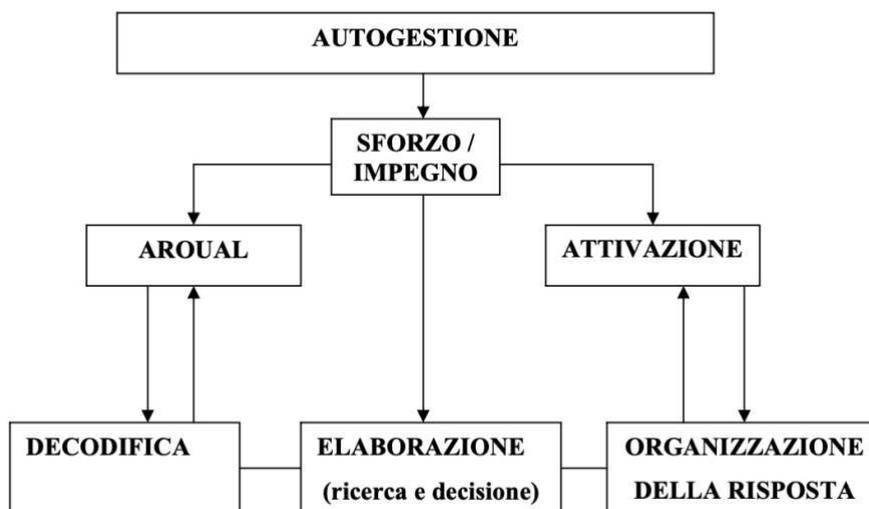 AUTOGESTIONE
SFORZO /
IMPEGNO
AROUAL
ATTIVAZIONE
DECODIFICA
ELABORAZIONE
(ricerca e decisione)
ORGANIZZAZIONE
DELLA RISPOSTA